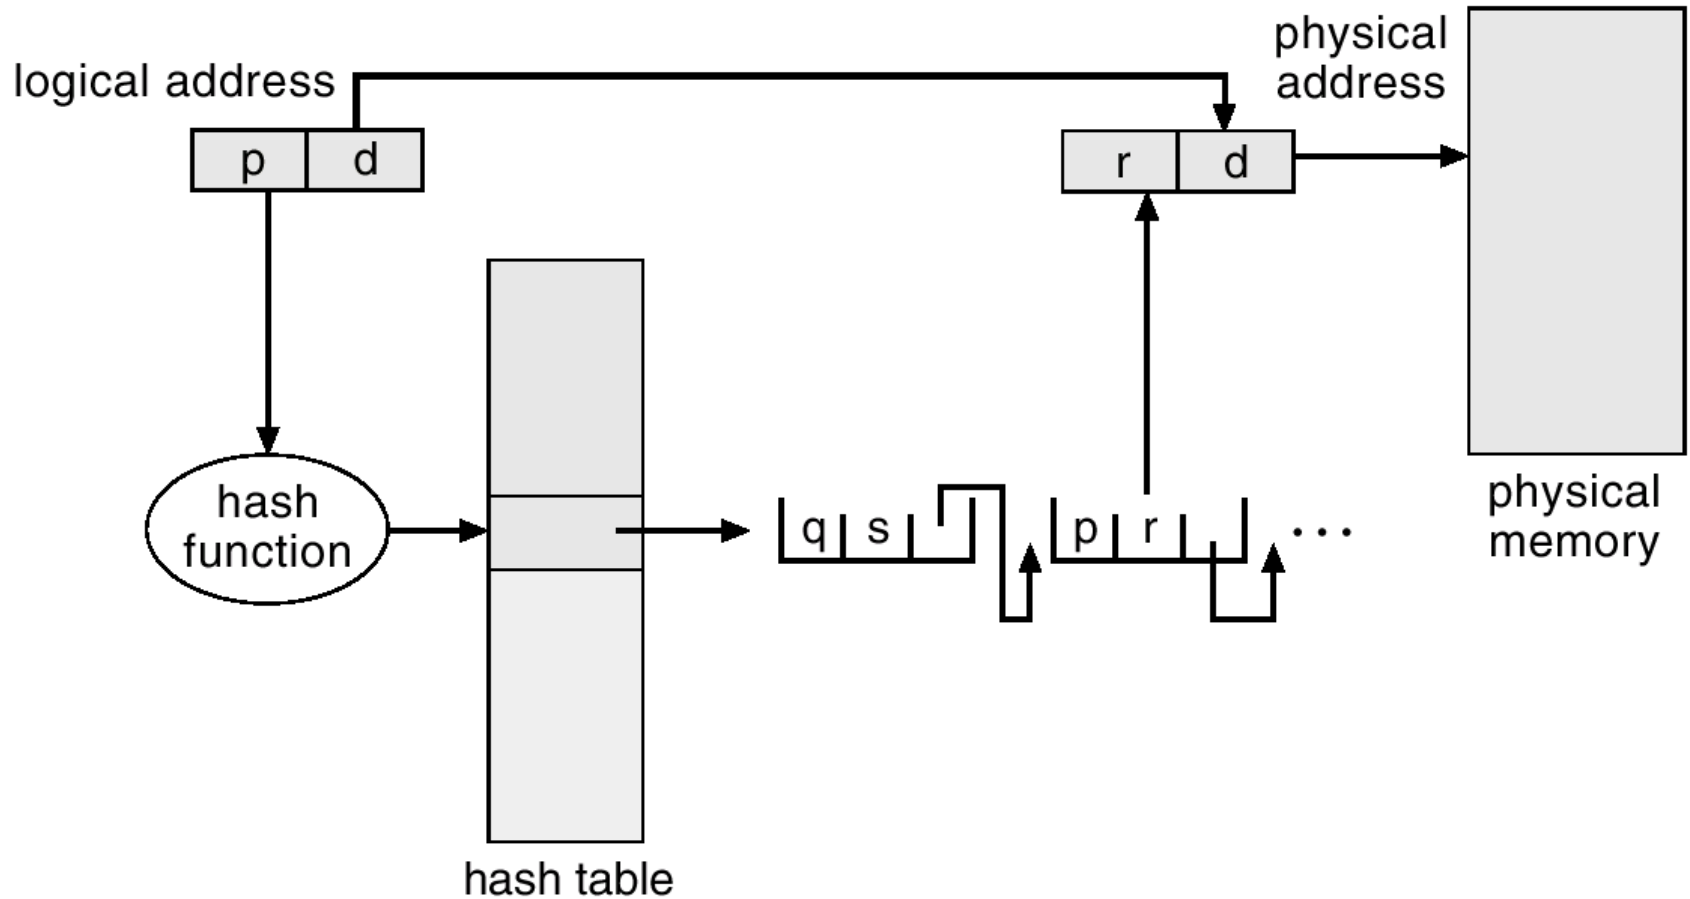 logical address
p d
physical
address
r d
hash
function
q s
p r
...
physical
memory
hash table